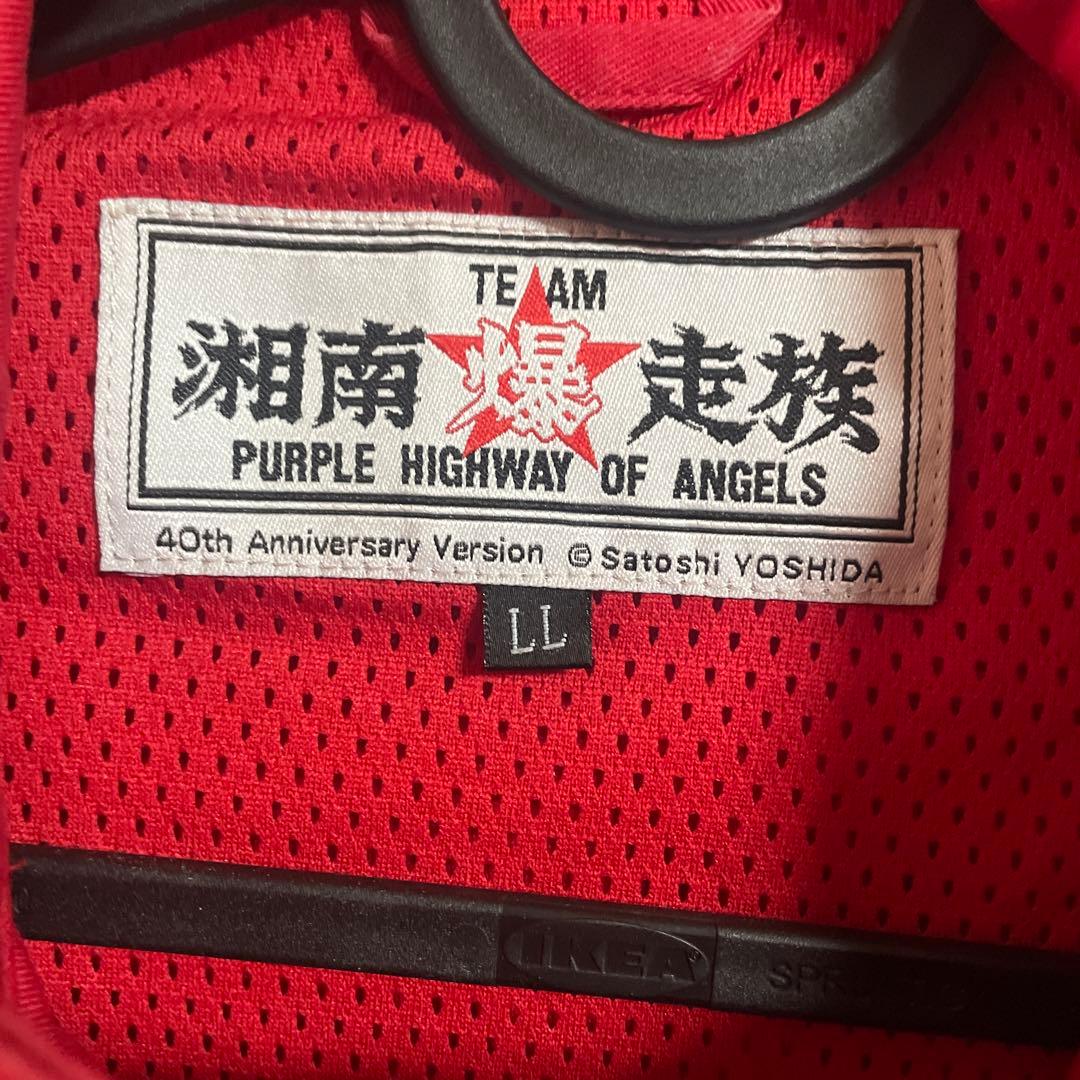 TEAM
湘南爆走族
PURPLE HIGHWAY OF ANGELS
40th Anniversary Version © Satoshi YOSHIDA
LL
IKEA